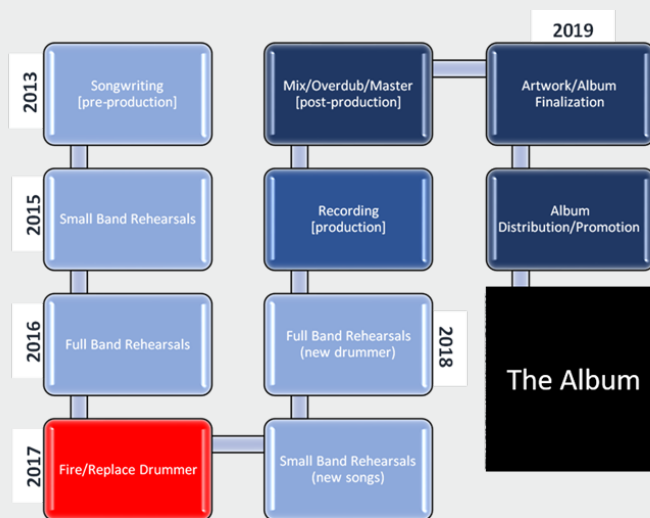 2013
Songwriting
[pre-production]
2015
Small Band Rehearsals
2016
Full Band Rehearsals
2017
Fire/Replace Drummer
Small Band Rehearsals
(new songs)
Full Band Rehearsals
(new drummer)
2018
Recording
[production]
Mix/Overdub/Master
[post-production]
2019
Artwork/Album
Finalization
Album
Distribution/Promotion
The Album